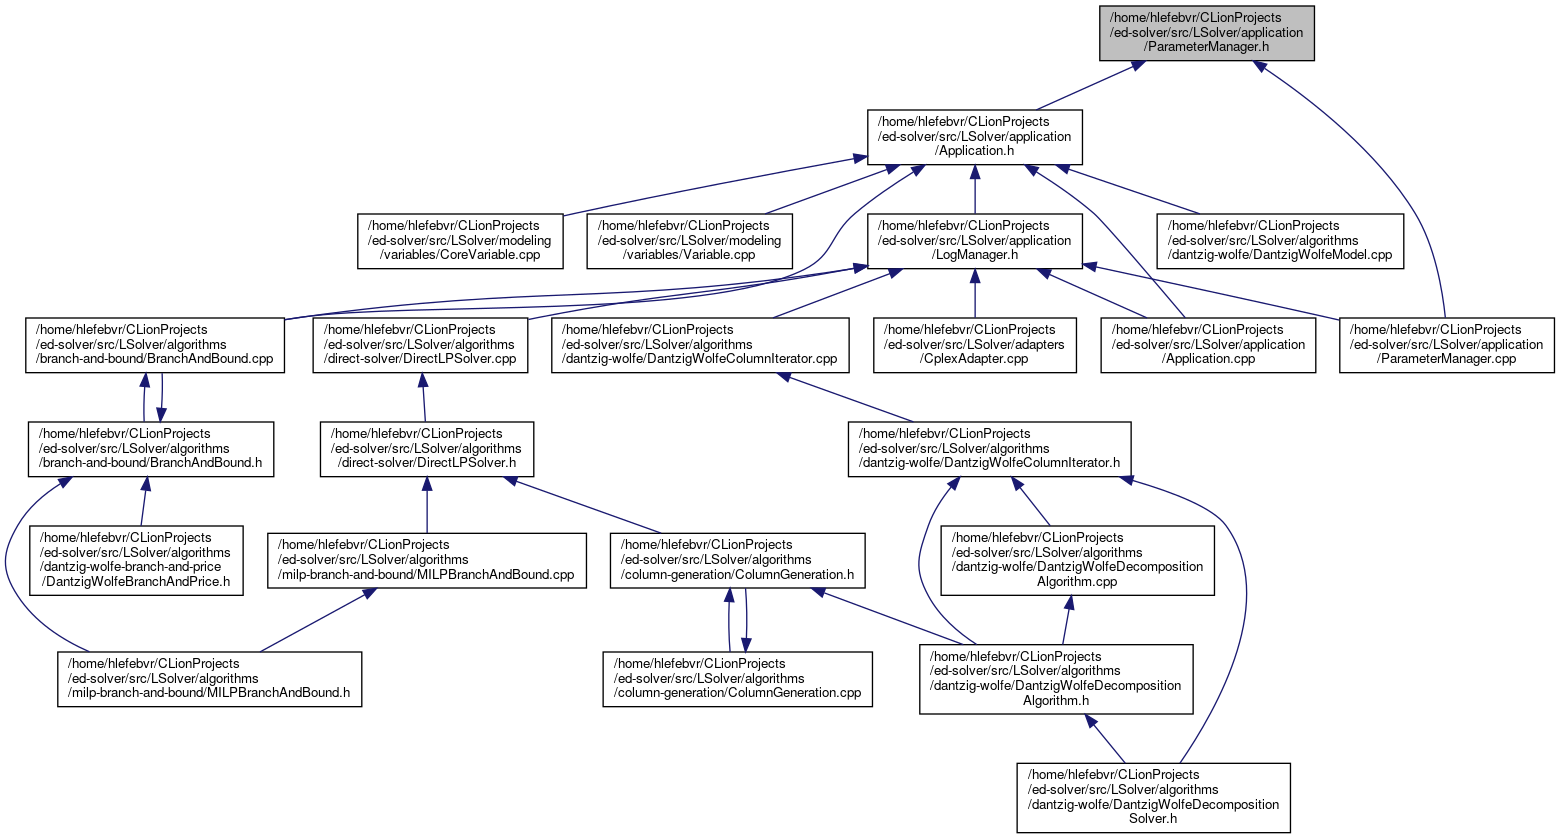 /home/hlefebvr/CLionProjects
/ed-solver/src/LSolver/application
/ParameterManager.h
/home/hlefebvr/CLionProjects
/ed-solver/src/LSolver/application
/Application.h
/home/hlefebvr/CLionProjects
/ed-solver/src/LSolver/modeling
/variables/CoreVariable.cpp
/home/hlefebvr/CLionProjects
/ed-solver/src/LSolver/modeling
/variables/Variable.cpp
/home/hlefebvr/CLionProjects
/ed-solver/src/LSolver/application
/LogManager.h
/home/hlefebvr/CLionProjects
/ed-solver/src/LSolver/algorithms
/dantzig-wolfe/DantzigWolfeModel.cpp
/home/hlefebvr/CLionProjects
/ed-solver/src/LSolver/algorithms
/branch-and-bound/BranchAndBound.cpp
/home/hlefebvr/CLionProjects
/ed-solver/src/LSolver/algorithms
/direct-solver/DirectLPSolver.cpp
/home/hlefebvr/CLionProjects
/ed-solver/src/LSolver/algorithms
/dantzig-wolfe/DantzigWolfeColumnIterator.cpp
/home/hlefebvr/CLionProjects
/ed-solver/src/LSolver/adapters
/CplexAdapter.cpp
/home/hlefebvr/CLionProjects
/ed-solver/src/LSolver/application
/Application.cpp
/home/hlefebvr/CLionProjects
/ed-solver/src/LSolver/application
/ParameterManager.cpp
/home/hlefebvr/CLionProjects
/ed-solver/src/LSolver/algorithms
/branch-and-bound/BranchAndBound.h
/home/hlefebvr/CLionProjects
/ed-solver/src/LSolver/algorithms
/direct-solver/DirectLPSolver.h
/home/hlefebvr/CLionProjects
/ed-solver/src/LSolver/algorithms
/dantzig-wolfe/DantzigWolfeColumnIterator.h
/home/hlefebvr/CLionProjects
/ed-solver/src/LSolver/algorithms
/dantzig-wolfe-branch-and-price
/DantzigWolfeBranchAndPrice.h
/home/hlefebvr/CLionProjects
/ed-solver/src/LSolver/algorithms
/milp-branch-and-bound/MILPBranchAndBound.cpp
/home/hlefebvr/CLionProjects
/ed-solver/src/LSolver/algorithms
/column-generation/ColumnGeneration.h
/home/hlefebvr/CLionProjects
/ed-solver/src/LSolver/algorithms
/dantzig-wolfe/DantzigWolfeDecomposition
Algorithm.cpp
/home/hlefebvr/CLionProjects
/ed-solver/src/LSolver/algorithms
/milp-branch-and-bound/MILPBranchAndBound.h
/home/hlefebvr/CLionProjects
/ed-solver/src/LSolver/algorithms
/column-generation/ColumnGeneration.cpp
/home/hlefebvr/CLionProjects
/ed-solver/src/LSolver/algorithms
/dantzig-wolfe/DantzigWolfeDecomposition
Algorithm.h
/home/hlefebvr/CLionProjects
/ed-solver/src/LSolver/algorithms
/dantzig-wolfe/DantzigWolfeDecomposition
Solver.h